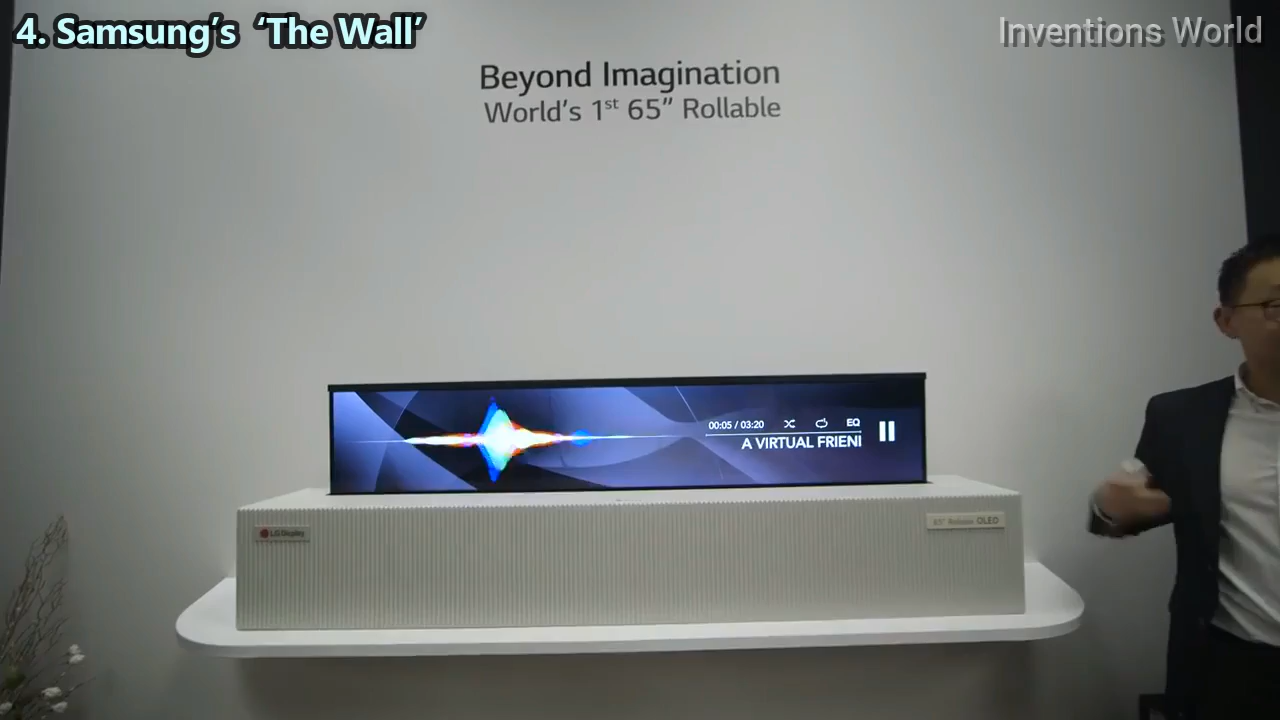 4. Samsung's 'The Wall'
Inventions World
Beyond Imagination
World's 1st 65" Rollable
00:05 / 03:20 EQ
A VIRTUAL FRIENI
LG Display
65" Rollable OLED